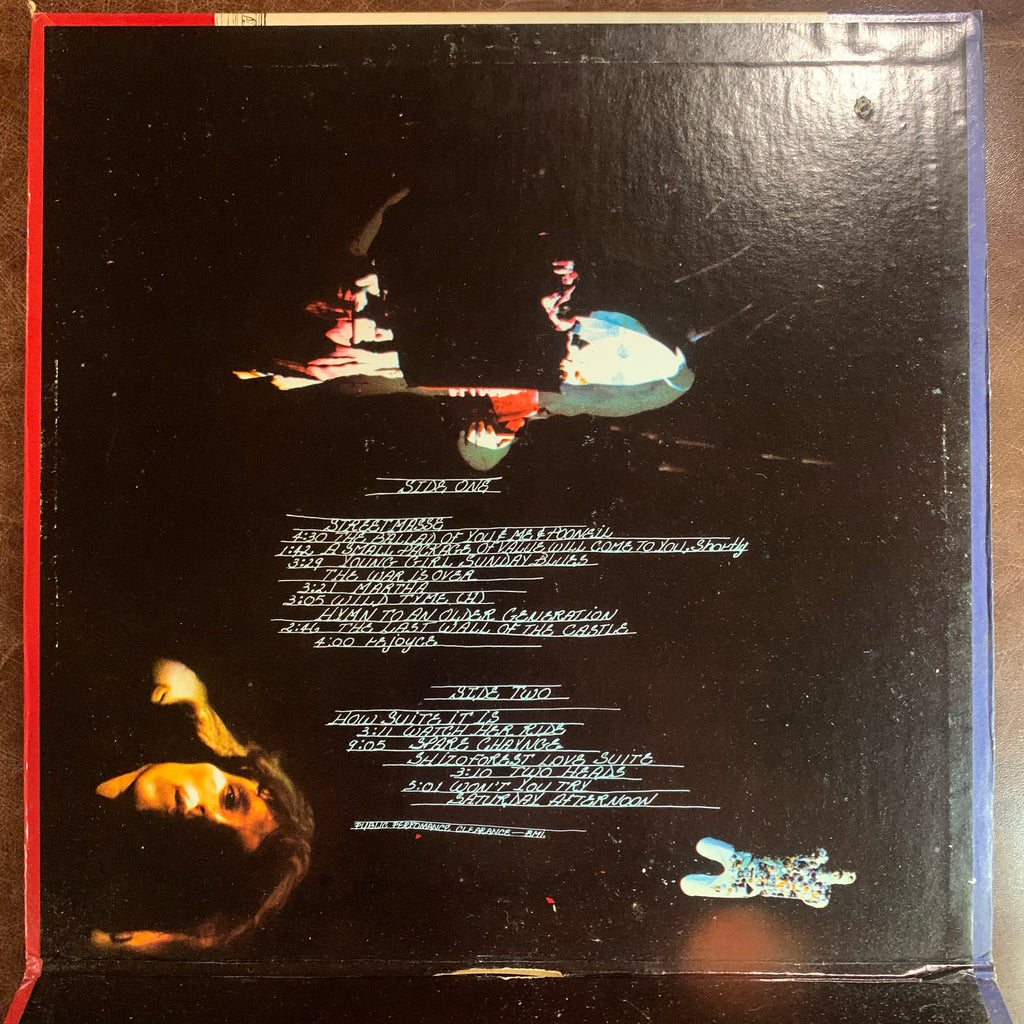 SIDE ONE
STREETMASSE
4:30 THE BALLAD OF YOU & ME & POONEIL
1:42 A SMALL PACKAGE OF VALUE WILL COME TO YOU, Shortly
3:29 YOUNG GIRL SUNDAY BLUES
THE WAR IS OVER
3:21 MARTHA
3:05 WILD TYME (H)
HYMN TO AN OLDER GENERATION
2:46 THE LAST WALL OF THE CASTLE
4:00 rejoyce
SIDE TWO
HOW SUITE IT IS
3:11 WATCH HER RIDE
9:05 SPARE CHAYNGE
SHIZOFOREST LOVE SUITE
3:10 TWO HEADS
5:01 WON'T YOU TRY
SATURDAY AFTERNOON
PUBLIC PERFOMANCE CLEARANCE—BMI.